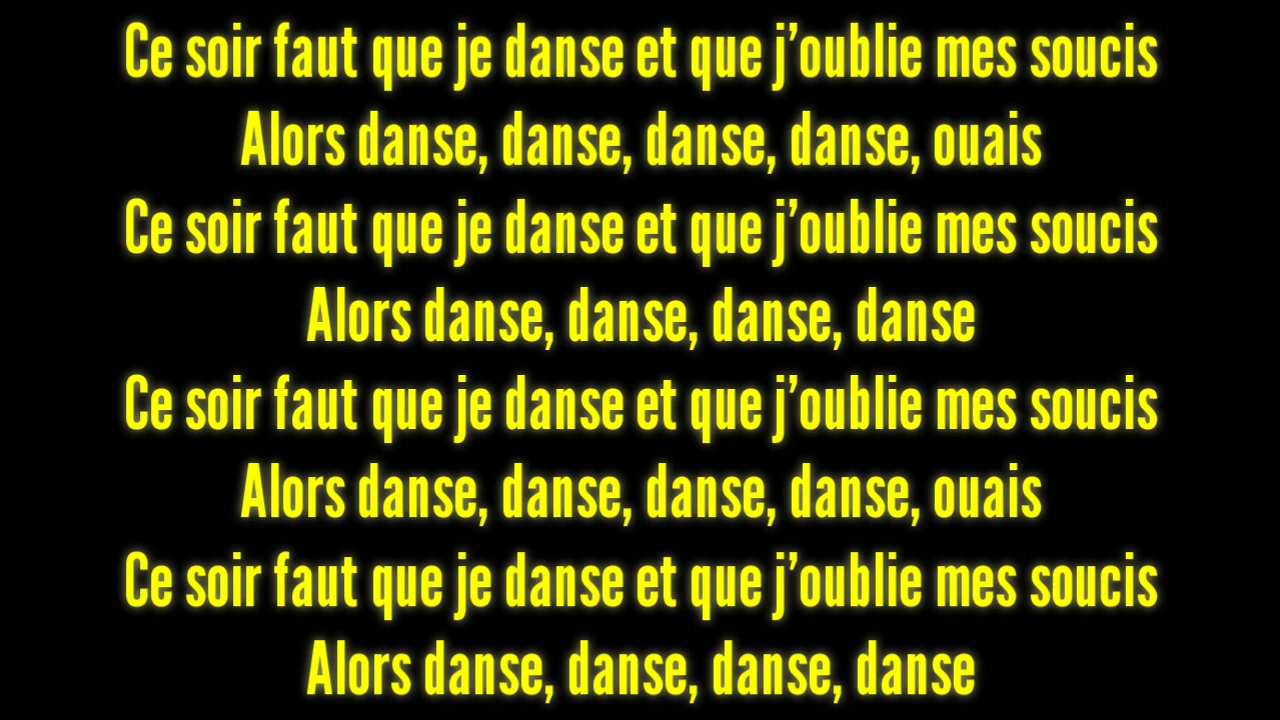 Ce soir faut que je danse et que j’oublie mes soucis
Alors danse, danse, danse, danse, ouais
Ce soir faut que je danse et que j’oublie mes soucis
Alors danse, danse, danse, danse
Ce soir faut que je danse et que j’oublie mes soucis
Alors danse, danse, danse, danse, ouais
Ce soir faut que je danse et que j’oublie mes soucis
Alors danse, danse, danse, danse